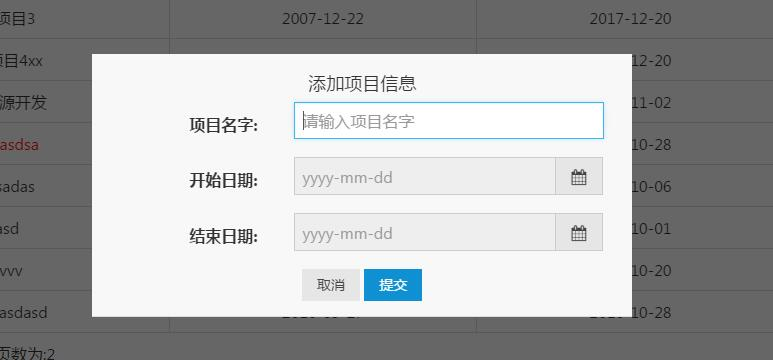 项目3 2007-12-22 2017-12-20
添加项目信息
项目4xx 12-20
项目名字: 请输入项目名字
源开发 11-02
asdsa 10-28
开始日期: yyyy-mm-dd
sadas 10-06
asd 10-01
结束日期: yyyy-mm-dd
vvv 10-20
取消 提交
asdasd 10-28
页数为:2